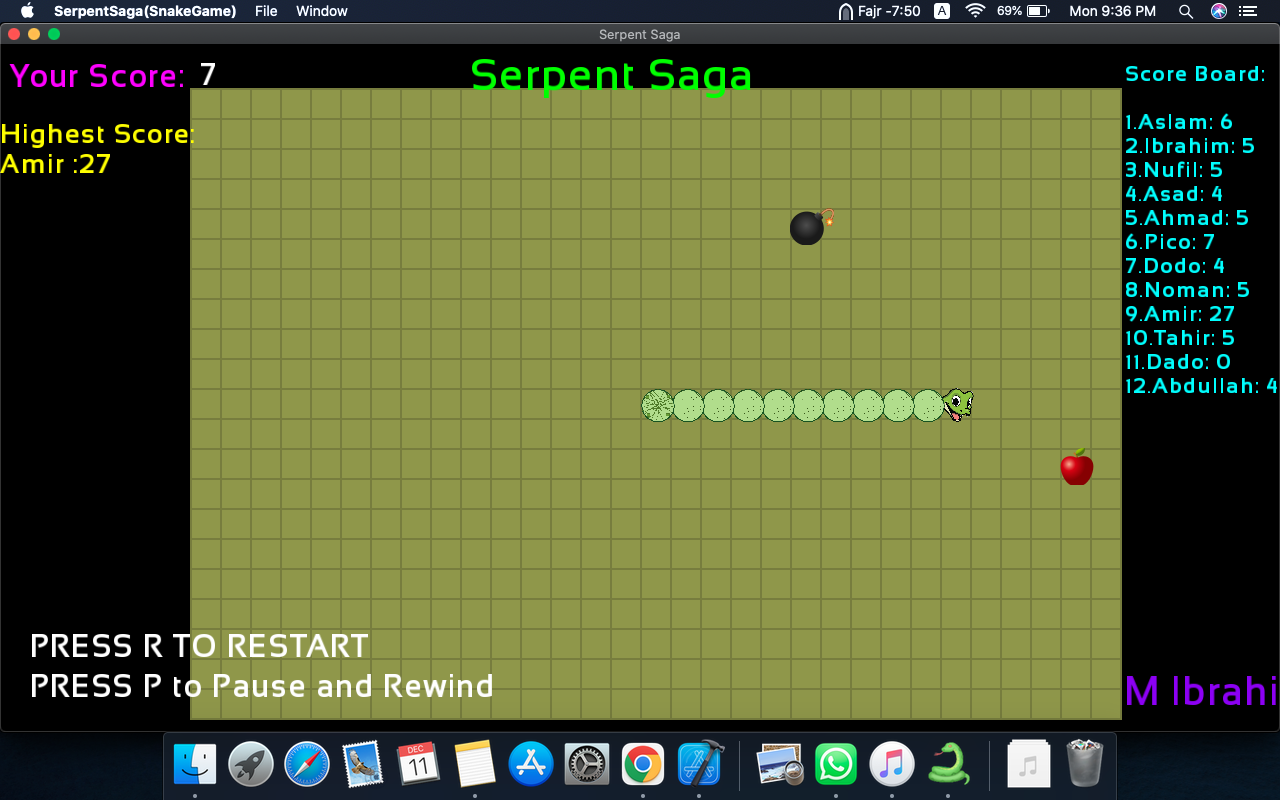 SerpentSaga(SnakeGame) File Window Fajr -7:50 A 69% Mon 9:36 PM
Serpent Saga
Your Score: 7
Serpent Saga
Highest Score:
Amir :27
Score Board:
1.Aslam: 6
2.Ibrahim: 5
3.Nufil: 5
4.Asad: 4
5.Ahmad: 5
6.Pico: 7
7.Dodo: 4
8.Noman: 5
9.Amir: 27
10.Tahir: 5
11.Dado: 0
12.Abdullah: 4
PRESS R TO RESTART
PRESS P to Pause and Rewind
M Ibrahi
DEC
11